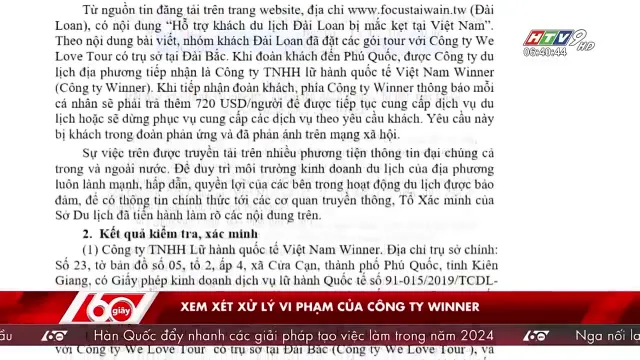 Từ nguồn tin đăng tải trên trang website, địa chỉ www.focustaiwain.tw (Đài
Loan), có nội dung “Hỗ trợ khách du lịch Đài Loan bị mắc kẹt tại Việt Nam”.
Theo nội dung bài viết, nhóm khách Đài Loan đã đặt các gói tour với Công ty We
Love Tour có trụ sở tại Đài Bắc. Khi đoàn khách đến Phú Quốc, được Công ty du
lịch địa phương tiếp nhận là Công ty TNHH lữ hành quốc tế Việt Nam Winner
(Công ty Winner). Khi tiếp nhận đoàn khách, phía Công ty Winner thông báo mỗi
cá nhân sẽ phải trả thêm 720 USD/người để được tiếp tục cung cấp dịch vụ du
lịch hoặc sẽ dừng phục vụ cung cấp các dịch vụ theo yêu cầu khách. Yêu cầu này
bị khách trong đoàn phản ứng và đã phản ánh trên mạng xã hội.
Sự việc trên được truyền tải trên nhiều phương tiện thông tin đại chúng cả
trong và ngoài nước. Để duy trì môi trường kinh doanh du lịch của địa phương
luôn lành mạnh, hấp dẫn, quyền lợi của các bên trong hoạt động du lịch được bảo
đảm, để có thông tin chính thức tới các cơ quan truyền thông, Tổ Xác minh của
Sở Du lịch đã tiến hành làm rõ các nội dung trên.
2. Kết quả kiểm tra, xác minh
(1) Công ty TNHH Lữ hành quốc tế Việt Nam Winner. Địa chỉ trụ sở chính:
Số 23, tờ bản đồ số 05, tổ 2, ấp 4, xã Cửa Cạn, thành phố Phú Quốc, tỉnh Kiên
Giang, có Giấy phép kinh doanh dịch vụ lữ hành Quốc tế số 91-015/2019/TCDL-
với Công ty We Love Tour có trụ sở tại Đài Bắc (Công ty We Love Tour ), và
HTV9 HD
06:40:44
60 giây
XEM XÉT XỬ LÝ VI PHẠM CỦA CÔNG TY WINNER
ầu 60 Hàn Quốc đẩy nhanh các giải pháp tạo việc làm trong năm 2024 60 Nga nối lạ